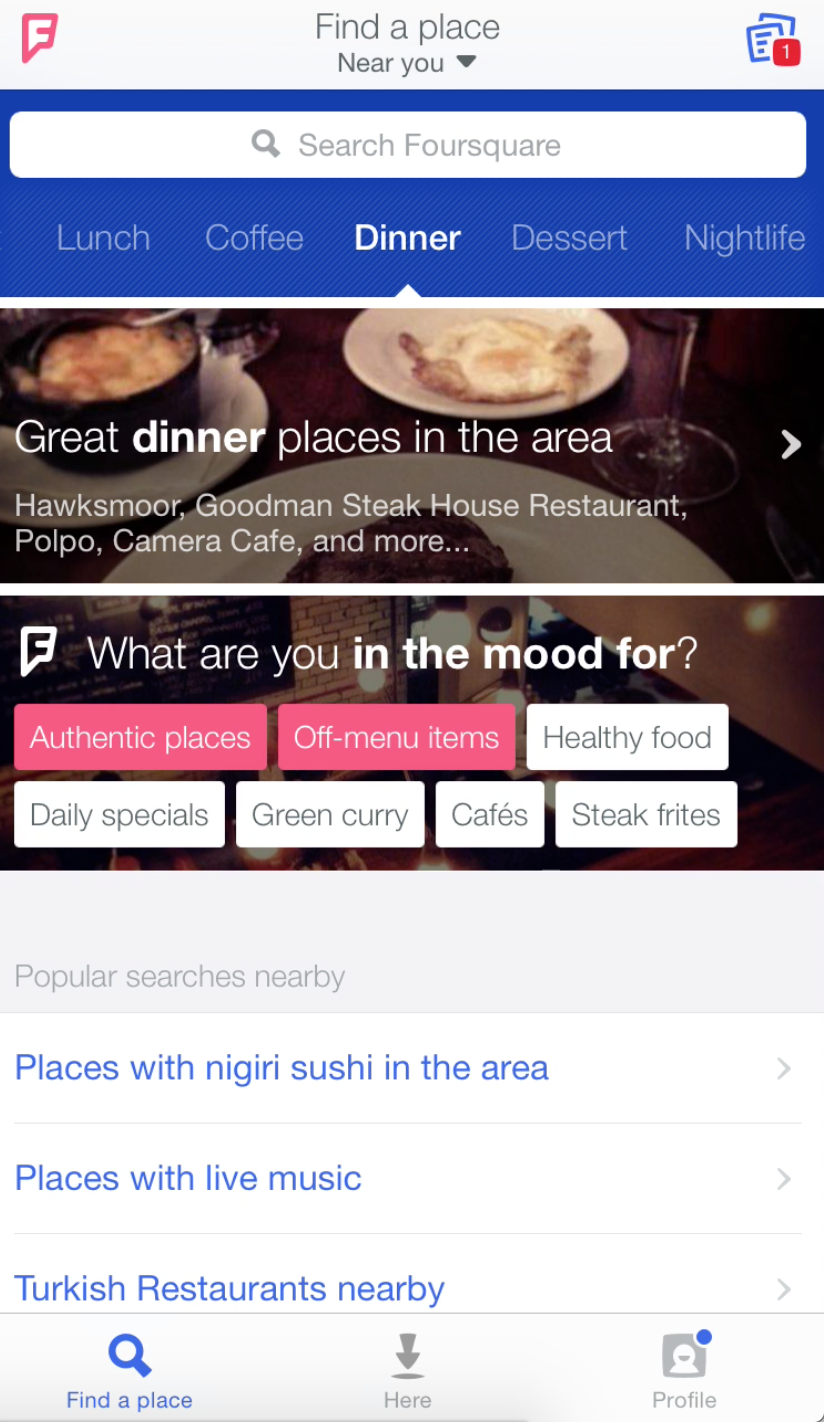 Find a place
Near you
1
Search Foursquare
Lunch Coffee Dinner Dessert Nightlife
Great dinner places in the area
Hawksmoor, Goodman Steak House Restaurant,
Polpo, Camera Cafe, and more...
What are you in the mood for?
Authentic places Off-menu items Healthy food
Daily specials Green curry Cafés Steak frites
Popular searches nearby
Places with nigiri sushi in the area
Places with live music
Turkish Restaurants nearby
Find a place Here Profile